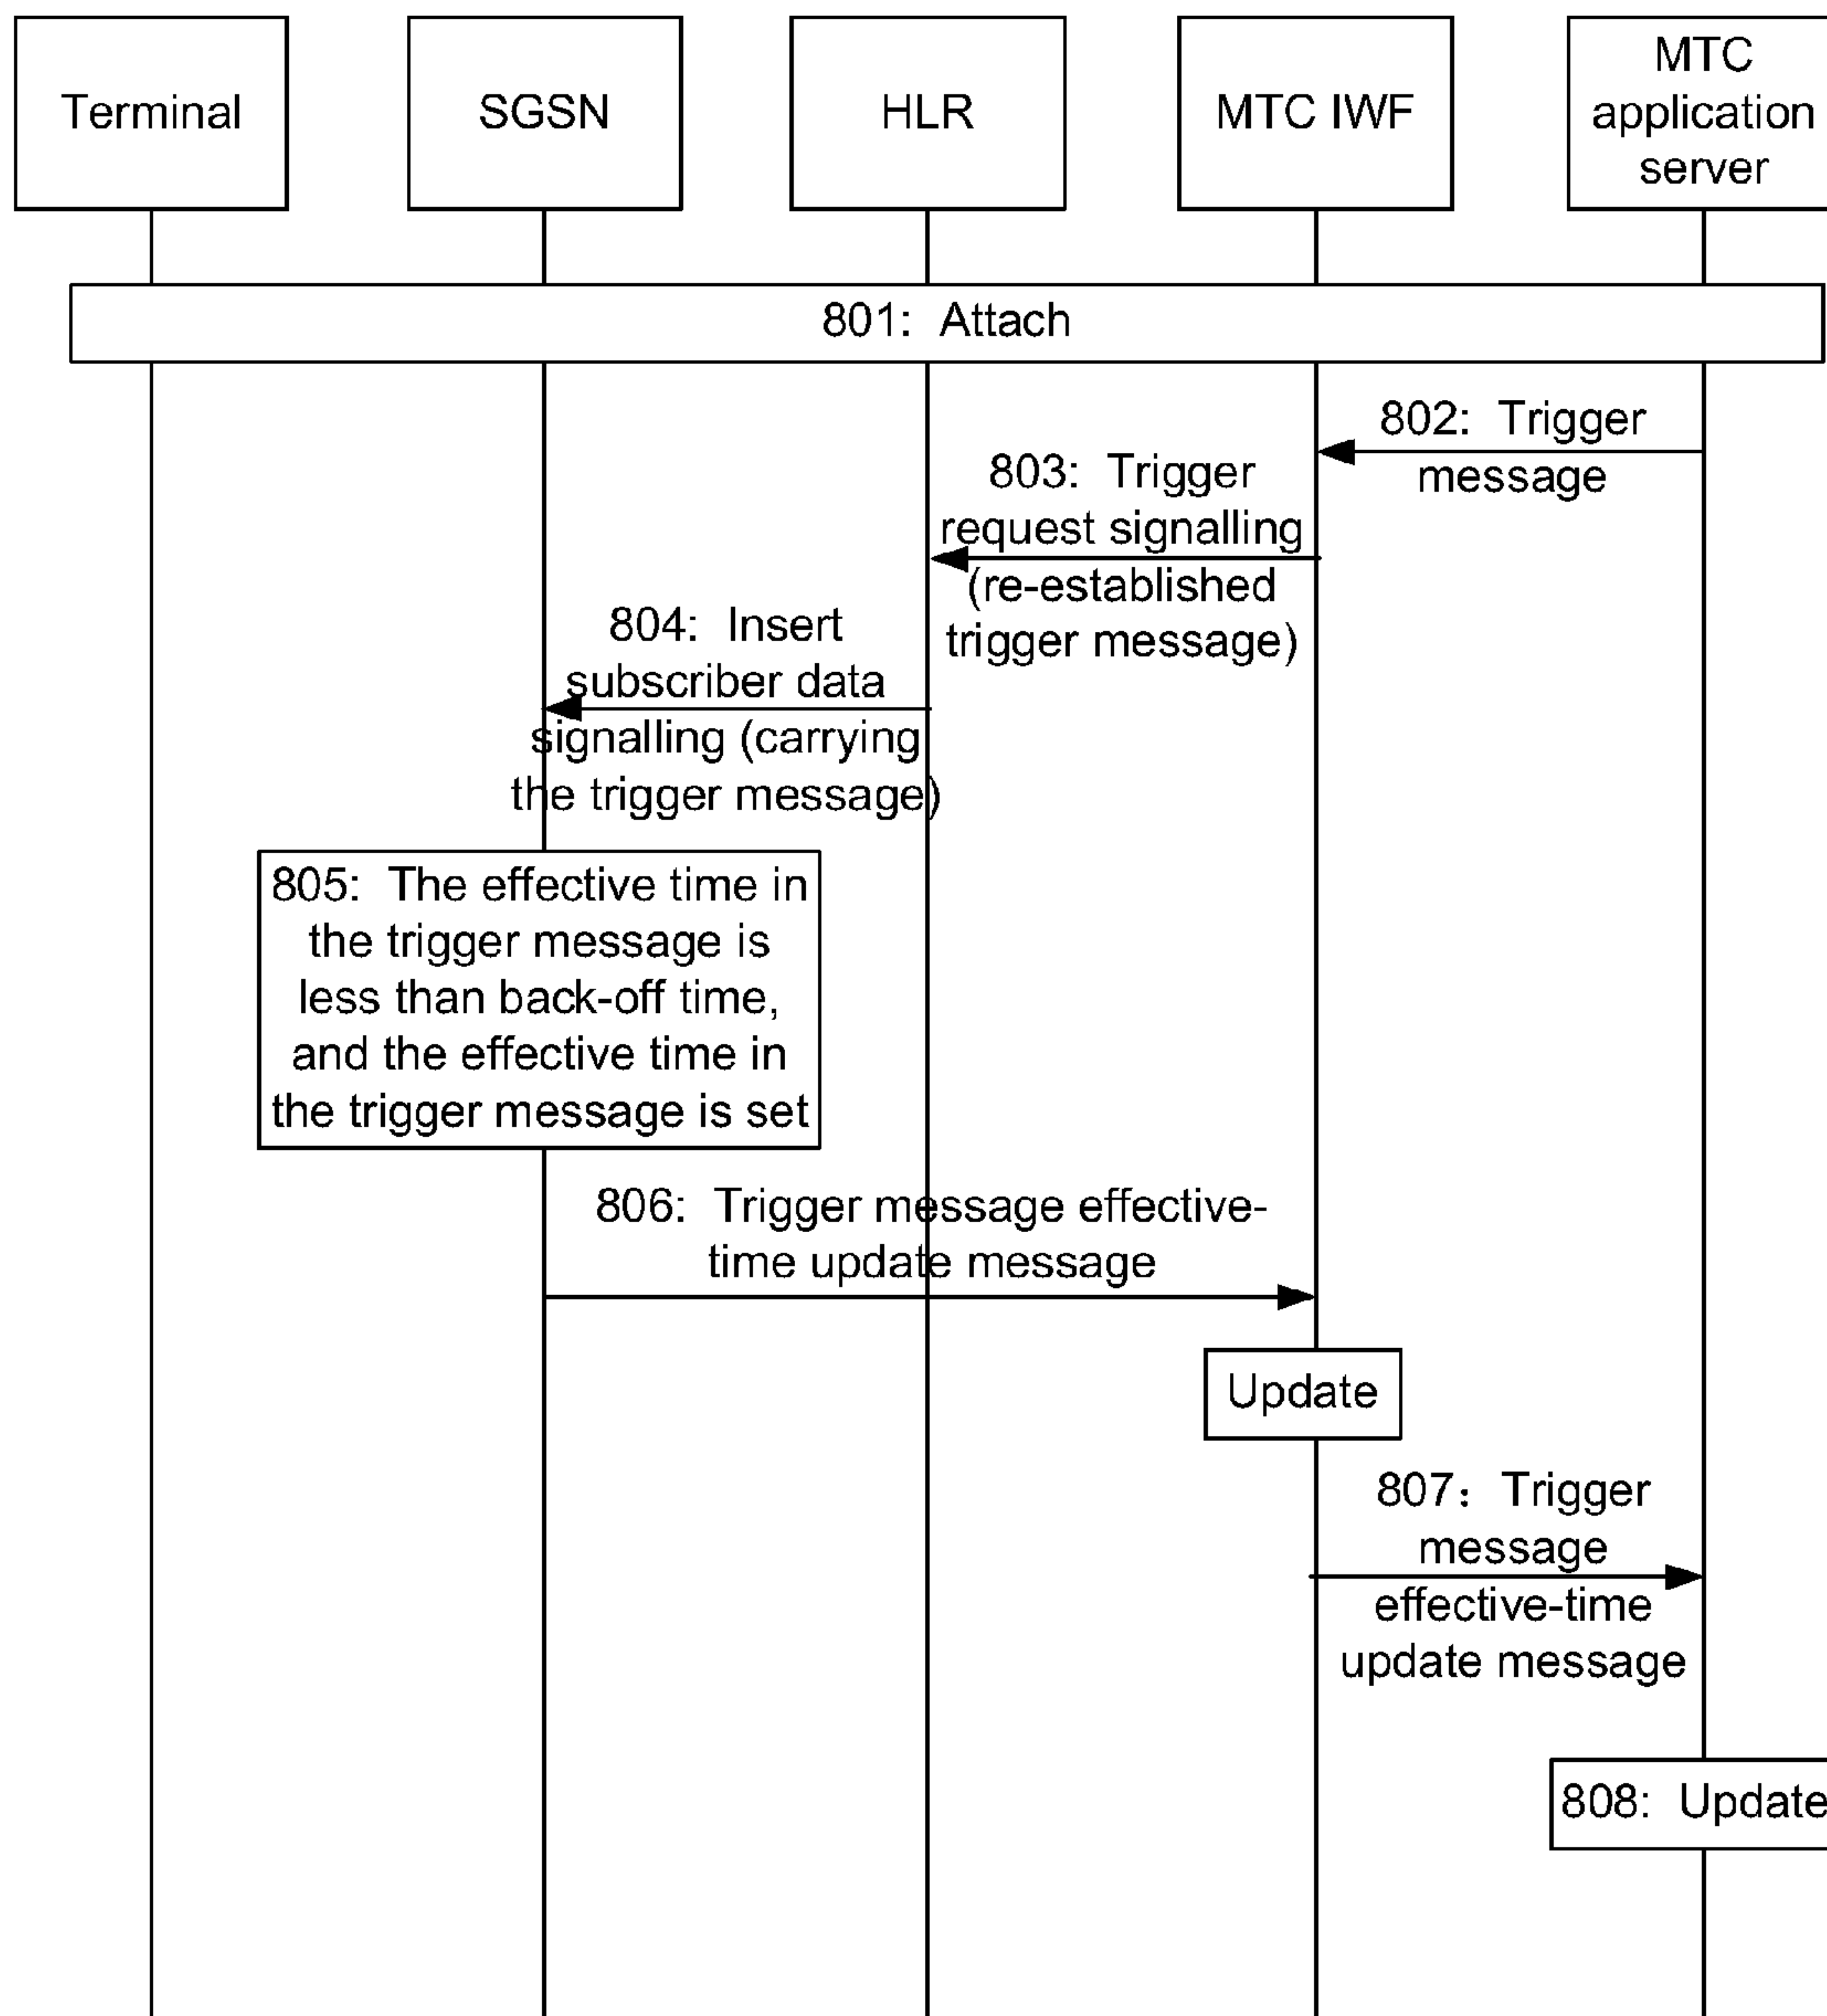 Terminal
SGSN
HLR
MTC IWF
MTC
application
server
801: Attach
802: Trigger
message
803: Trigger
request signalling
(re-established
trigger message)
804: Insert
subscriber data
signalling (carrying
the trigger message)
805: The effective time in
the trigger message is
less than back-off time,
and the effective time in
the trigger message is set
806: Trigger message effective-
time update message
Update
807: Trigger
message
effective-time
update message
808: Update